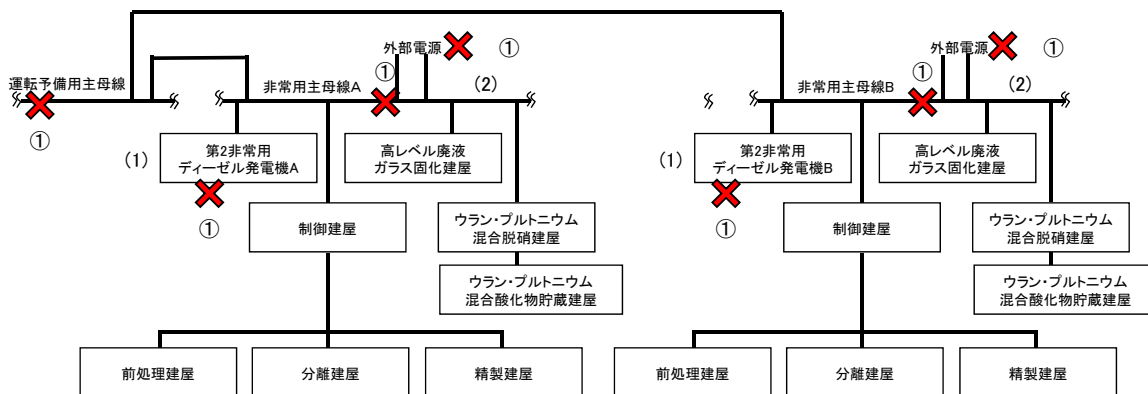 外部電源
①
外部電源
①
運転予備用主母線
非常用主母線A
①
(2)
非常用主母線B
①
(2)
①
(1)
第2非常用
ディーゼル発電機A
高レベル廃液
ガラス固化建屋
(1)
第2非常用
ディーゼル発電機B
高レベル廃液
ガラス固化建屋
①
制御建屋
ウラン・プルトニウム
混合脱硝建屋
①
制御建屋
ウラン・プルトニウム
混合脱硝建屋
ウラン・プルトニウム
混合酸化物貯蔵建屋
ウラン・プルトニウム
混合酸化物貯蔵建屋
前処理建屋
分離建屋
精製建屋
前処理建屋
分離建屋
精製建屋